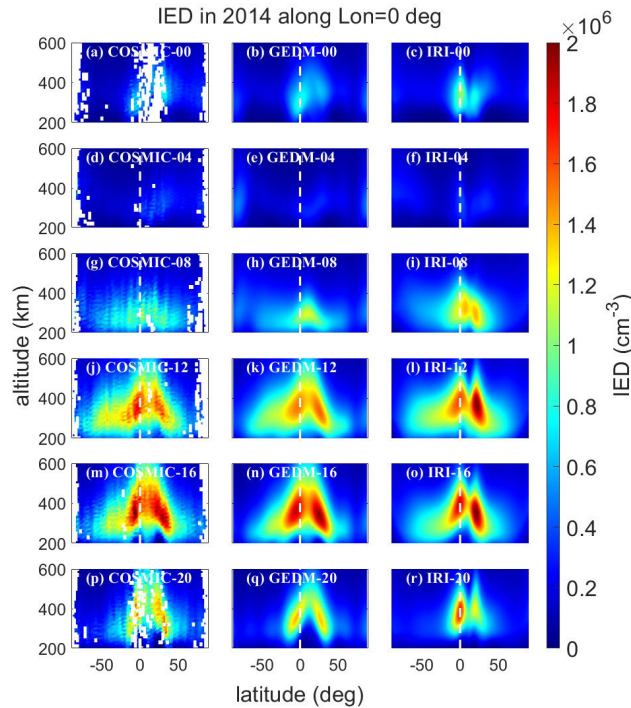 IED in 2014 along Lon=0 deg
×10⁶
600
400
200
(a) COSMIC-00
(b) GEDM-00
(c) IRI-00
600
400
200
(d) COSMIC-04
(e) GEDM-04
(f) IRI-04
600
400
200
(g) COSMIC-08
(h) GEDM-08
(i) IRI-08
600
400
200
(j) COSMIC-12
(k) GEDM-12
(l) IRI-12
600
400
200
(m) COSMIC-16
(n) GEDM-16
(o) IRI-16
600
400
200
(p) COSMIC-20
(q) GEDM-20
(r) IRI-20
-50 0 50
-50 0 50
-50 0 50
altitude (km)
latitude (deg)
2
1.8
1.6
1.4
1.2
1
0.8
0.6
0.4
0.2
0
IED (cm⁻³)